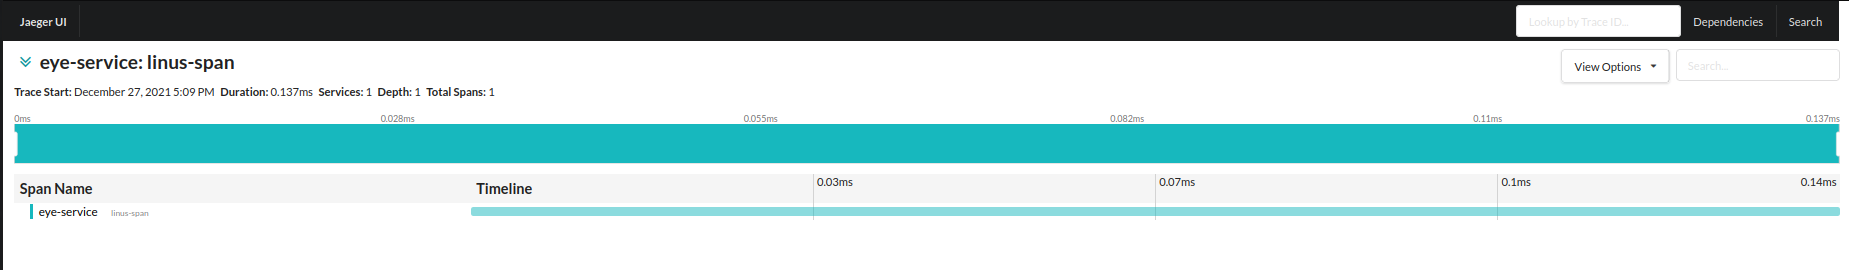 Jaeger UI Lookup by Trace ID... Dependencies Search
eye-service: linus-span View Options Search...
Trace Start: December 27, 2021 5:09 PM Duration: 0.137ms Services: 1 Depth: 1 Total Spans: 1
0ms 0.028ms 0.055ms 0.082ms 0.11ms 0.137ms
Span Name Timeline 0.03ms 0.07ms 0.1ms 0.14ms
eye-service linus-span